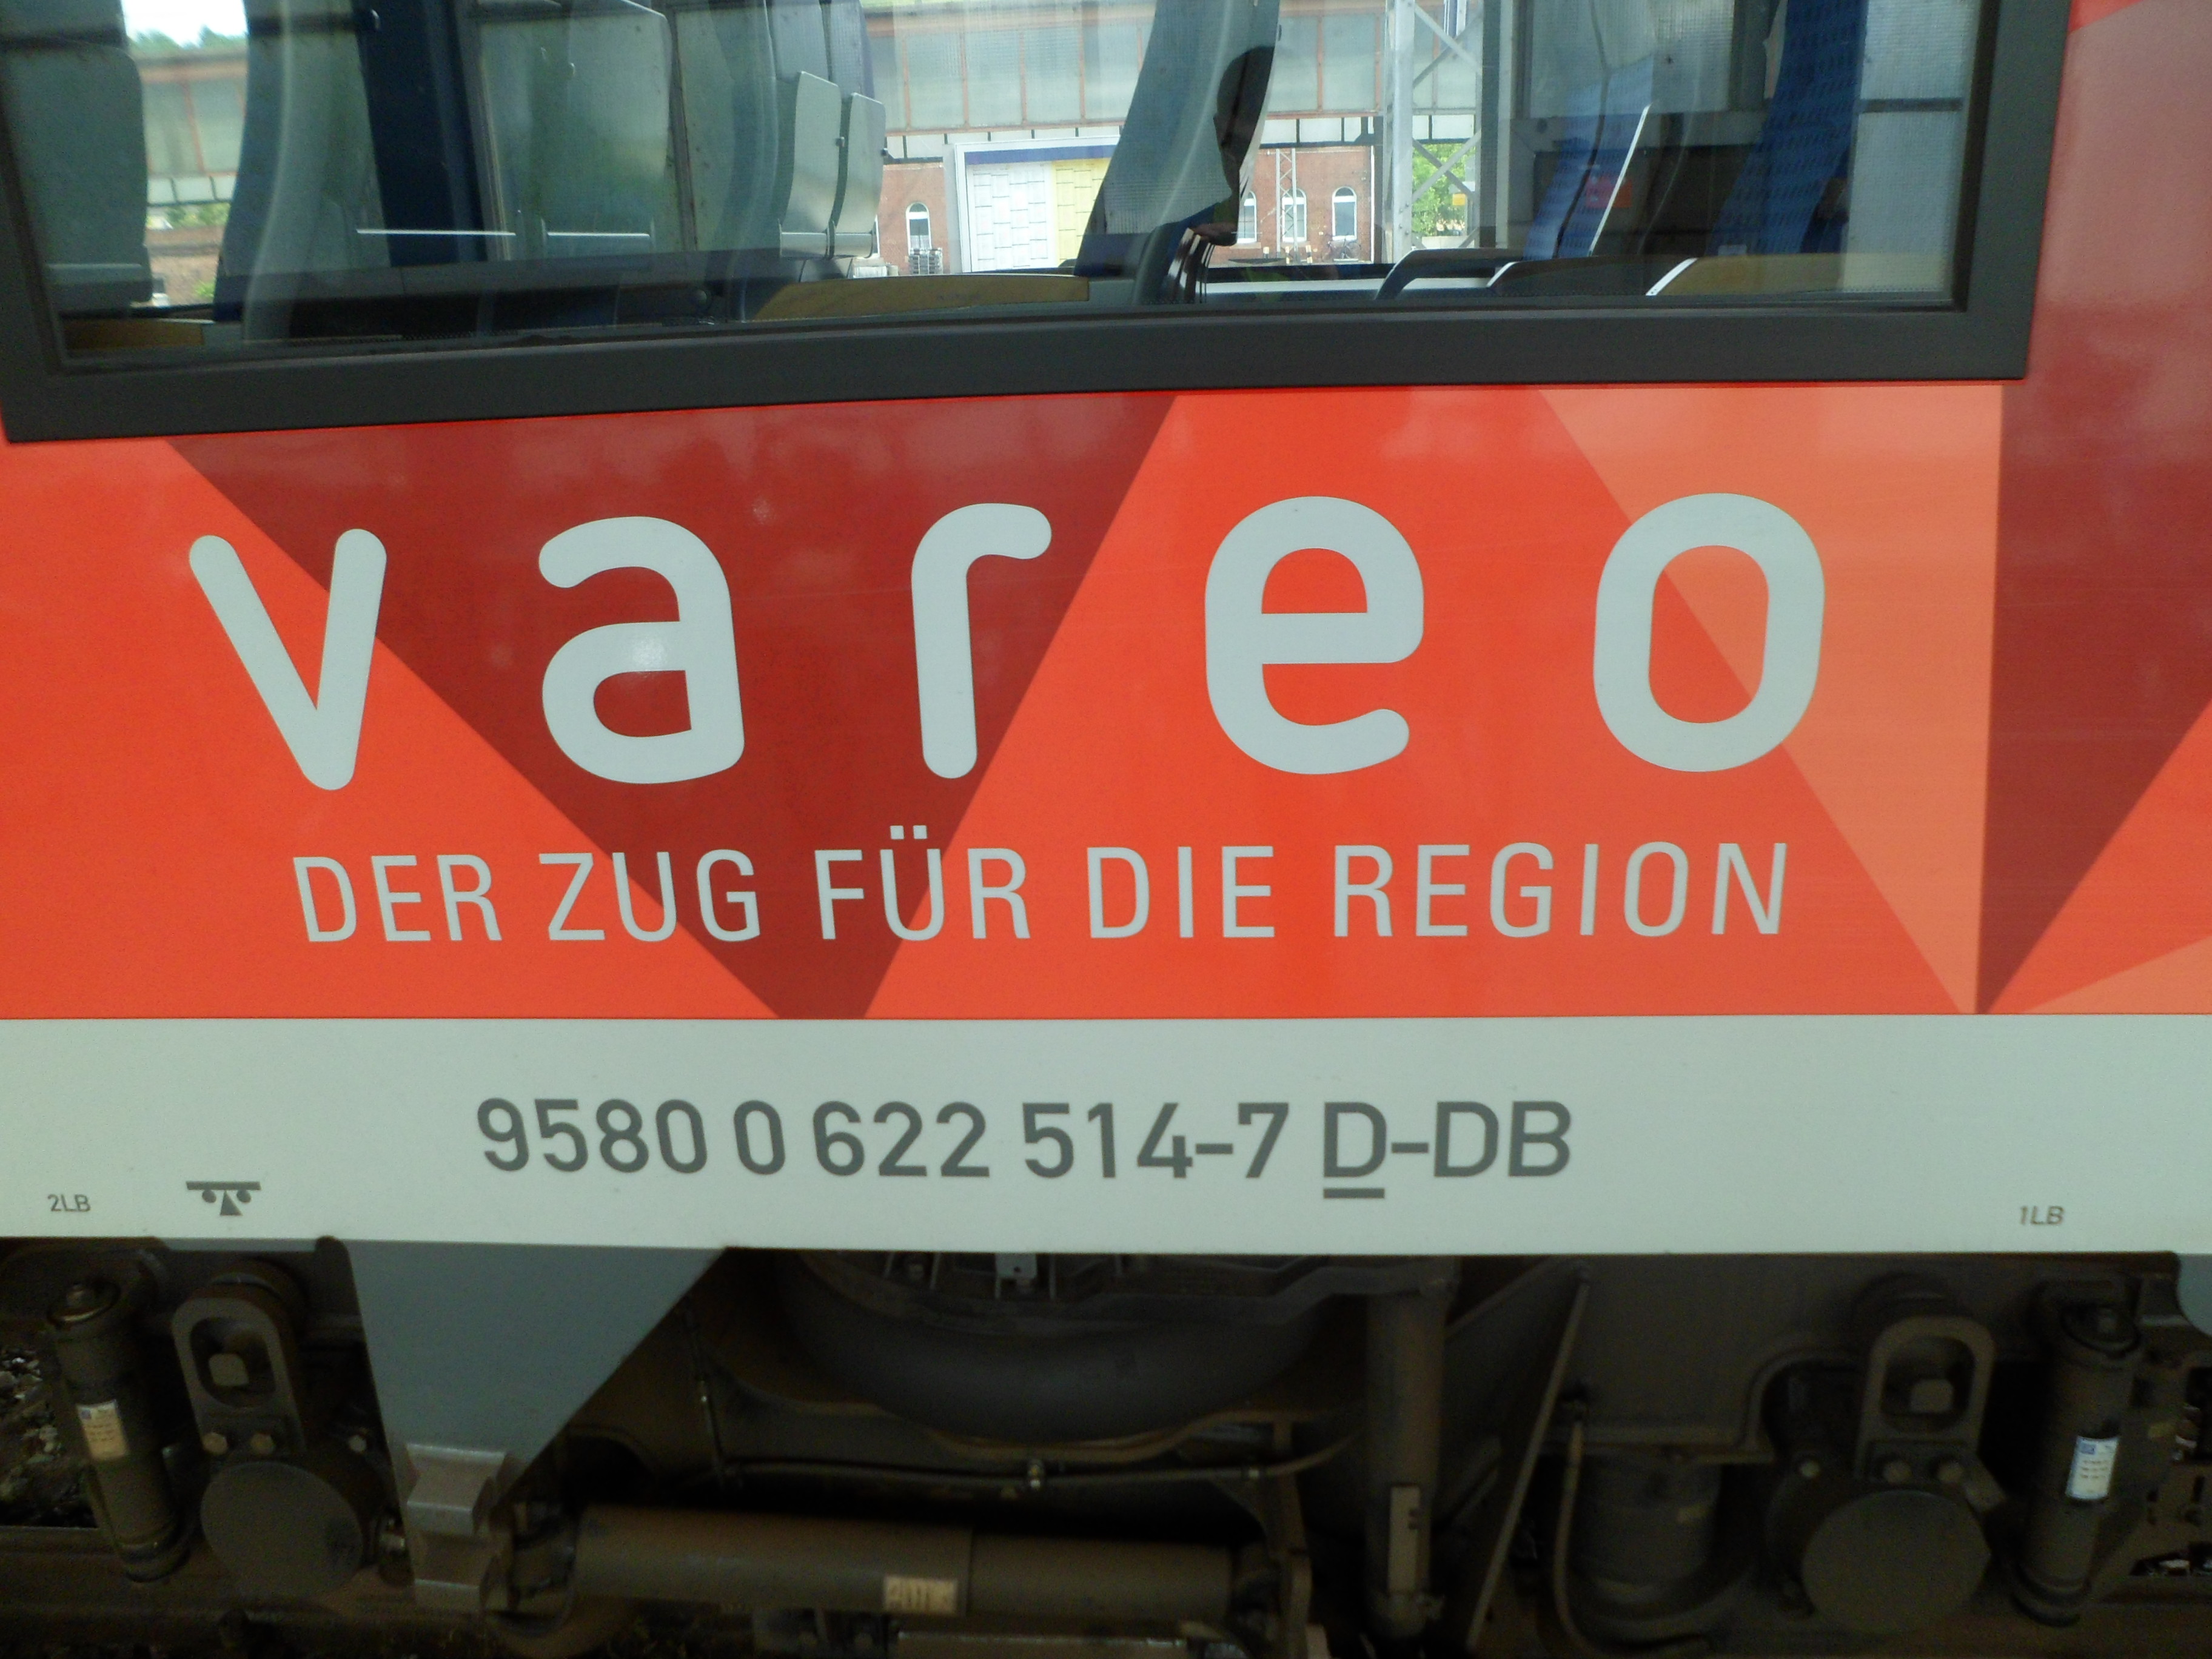 vareo
DER ZUG FÜR DIE REGION
9580 0 622 514-7 D-DB
2LB
1LB